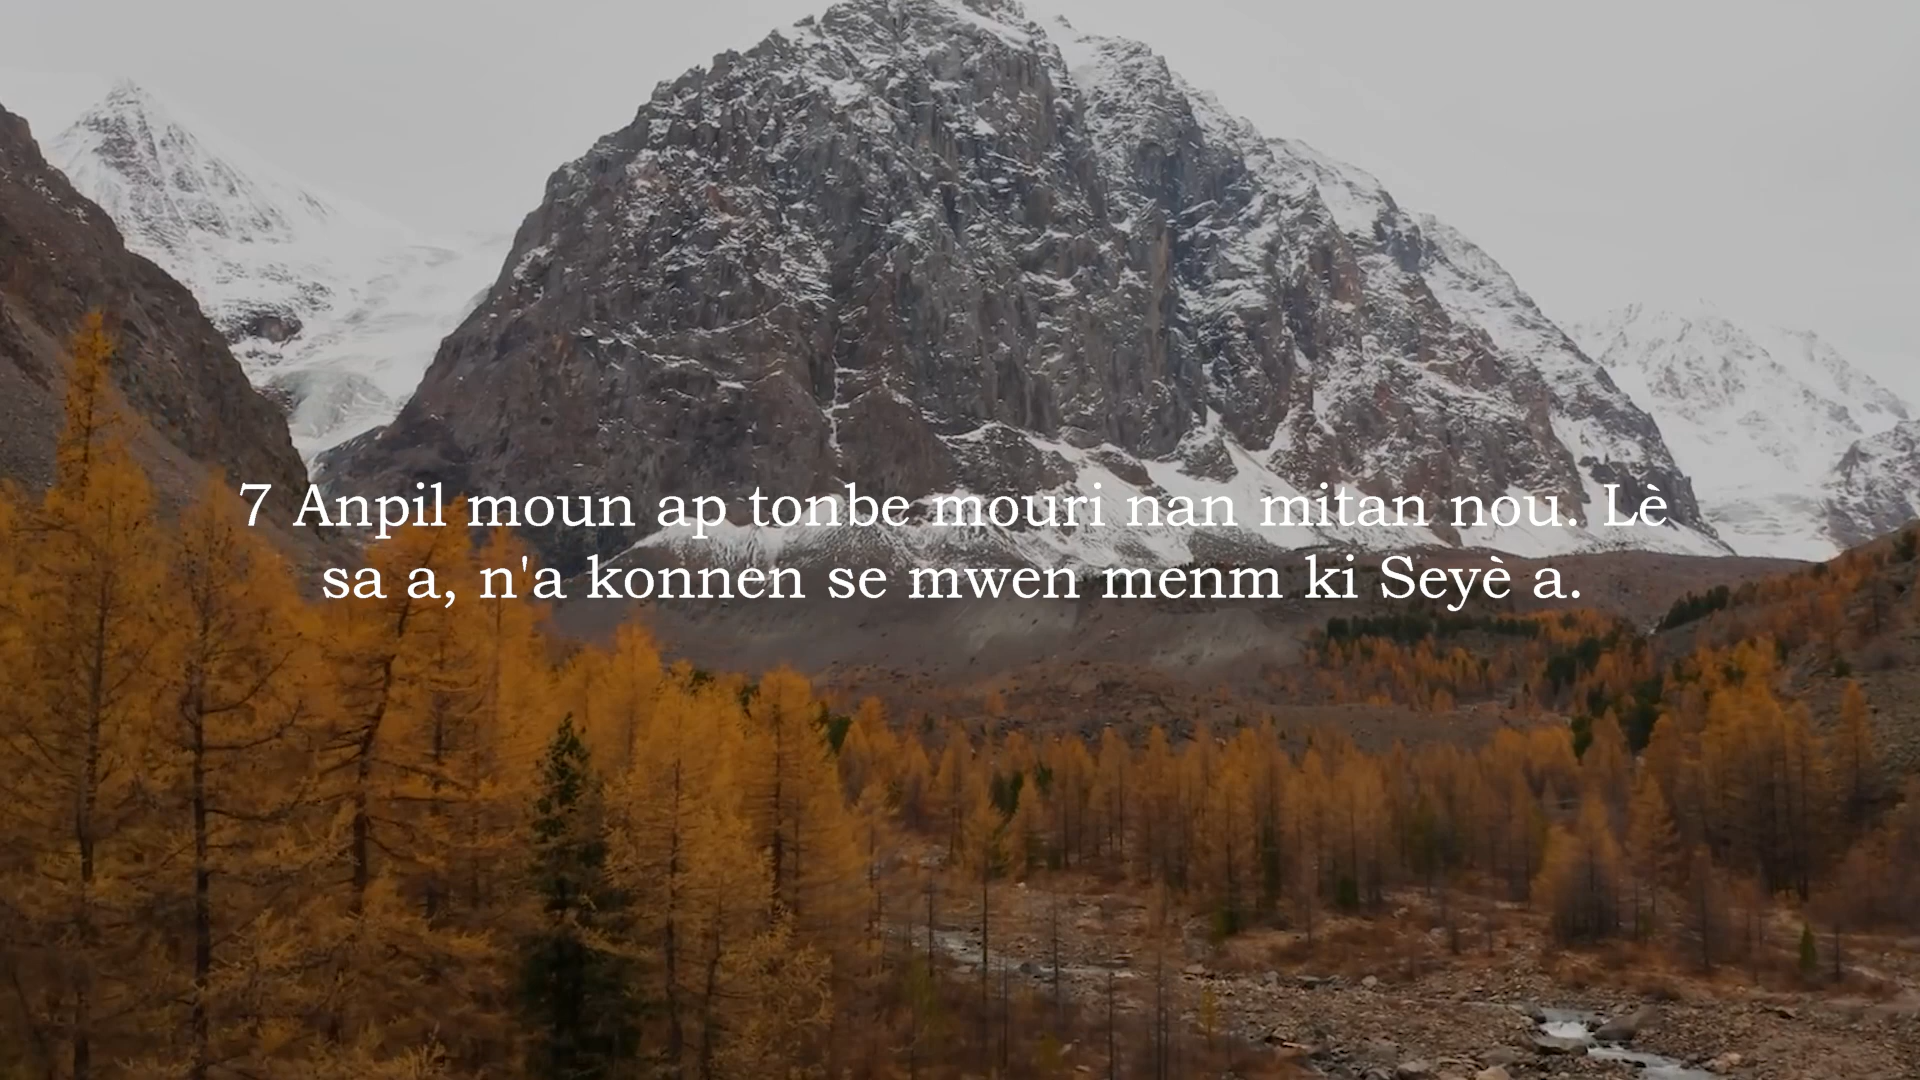 7 Anpil moun ap tonbe mouri nan mitan nou. Lè
sa a, n'a konnen se mwen menm ki Seyè a.